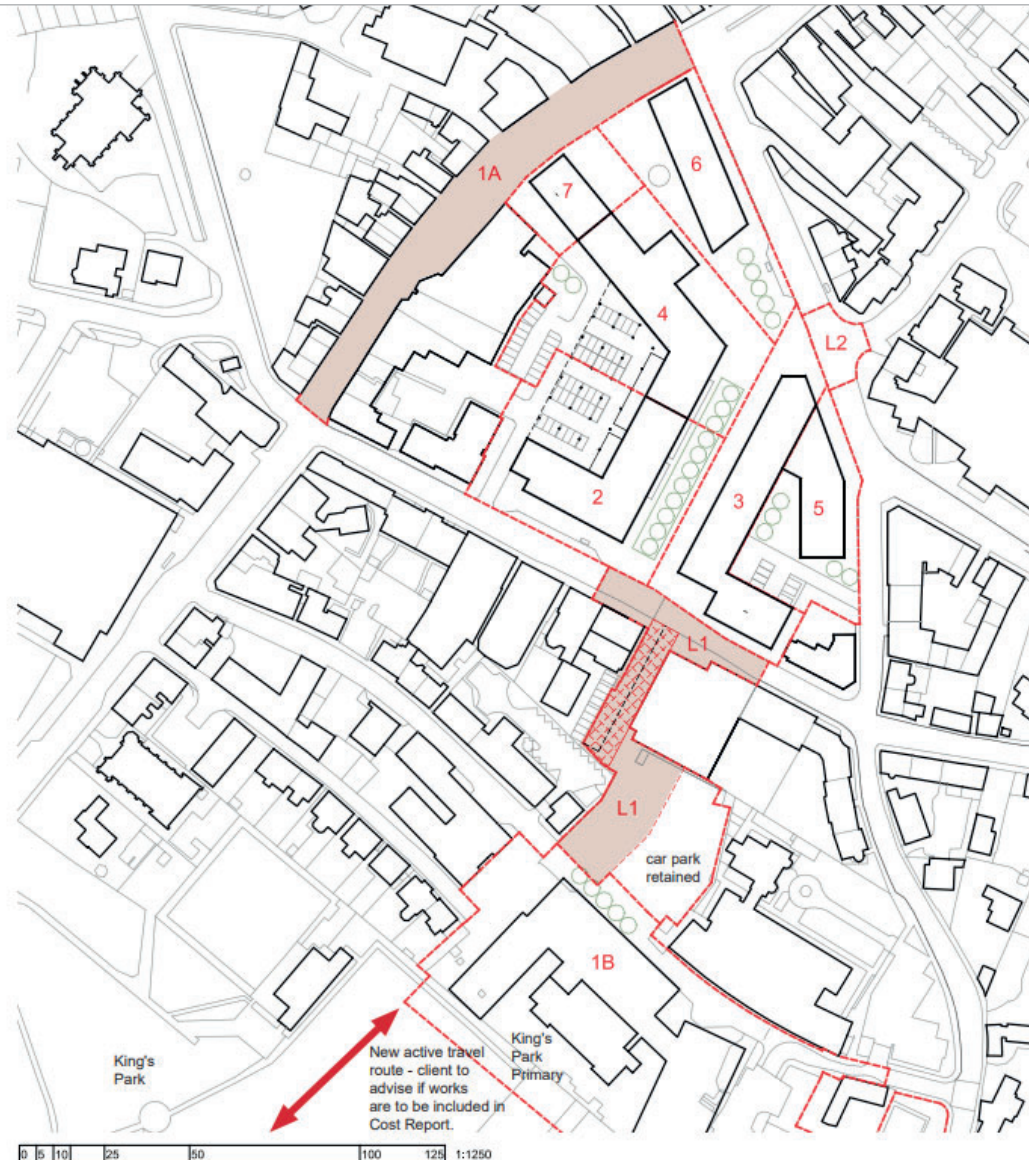 1A
6
7
4
L2
3
5
2
L1
L1
car park
retained
1B
King's
Park
New active travel
route - client to
advise if works
are to be included in
Cost Report.
King's
Park
Primary
0 5 10 25 50 100 125 1:1250